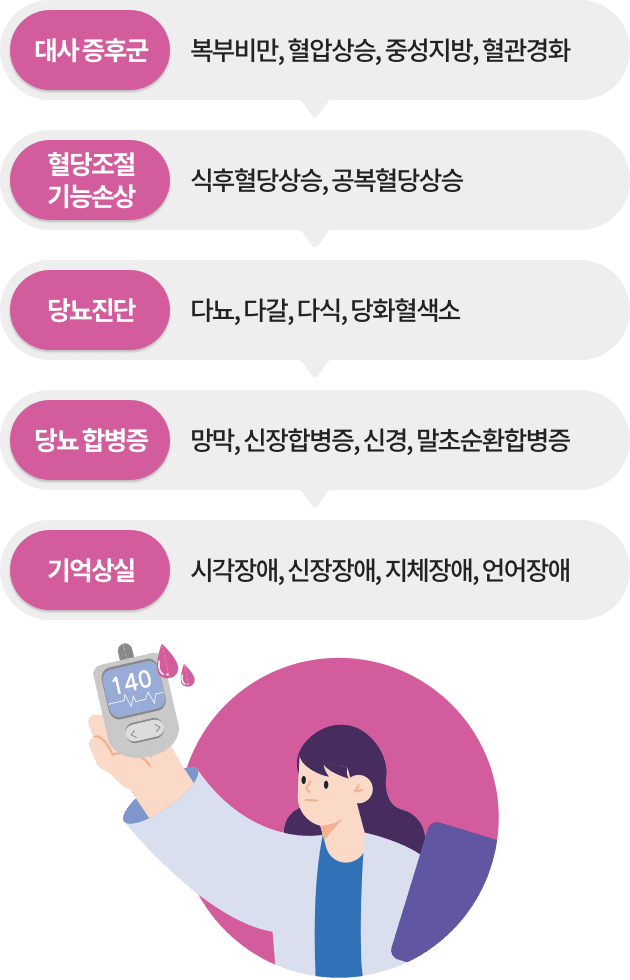 대사 증후군
복부비만, 혈압상승, 중성지방, 혈관경화
혈당조절
기능손상
식후혈당상승, 공복혈당상승
당뇨진단
다뇨, 다갈, 다식, 당화혈색소
당뇨 합병증
망막, 신장합병증, 신경, 말초순환합병증
기억상실
시각장애, 신장장애, 지체장애, 언어장애
140